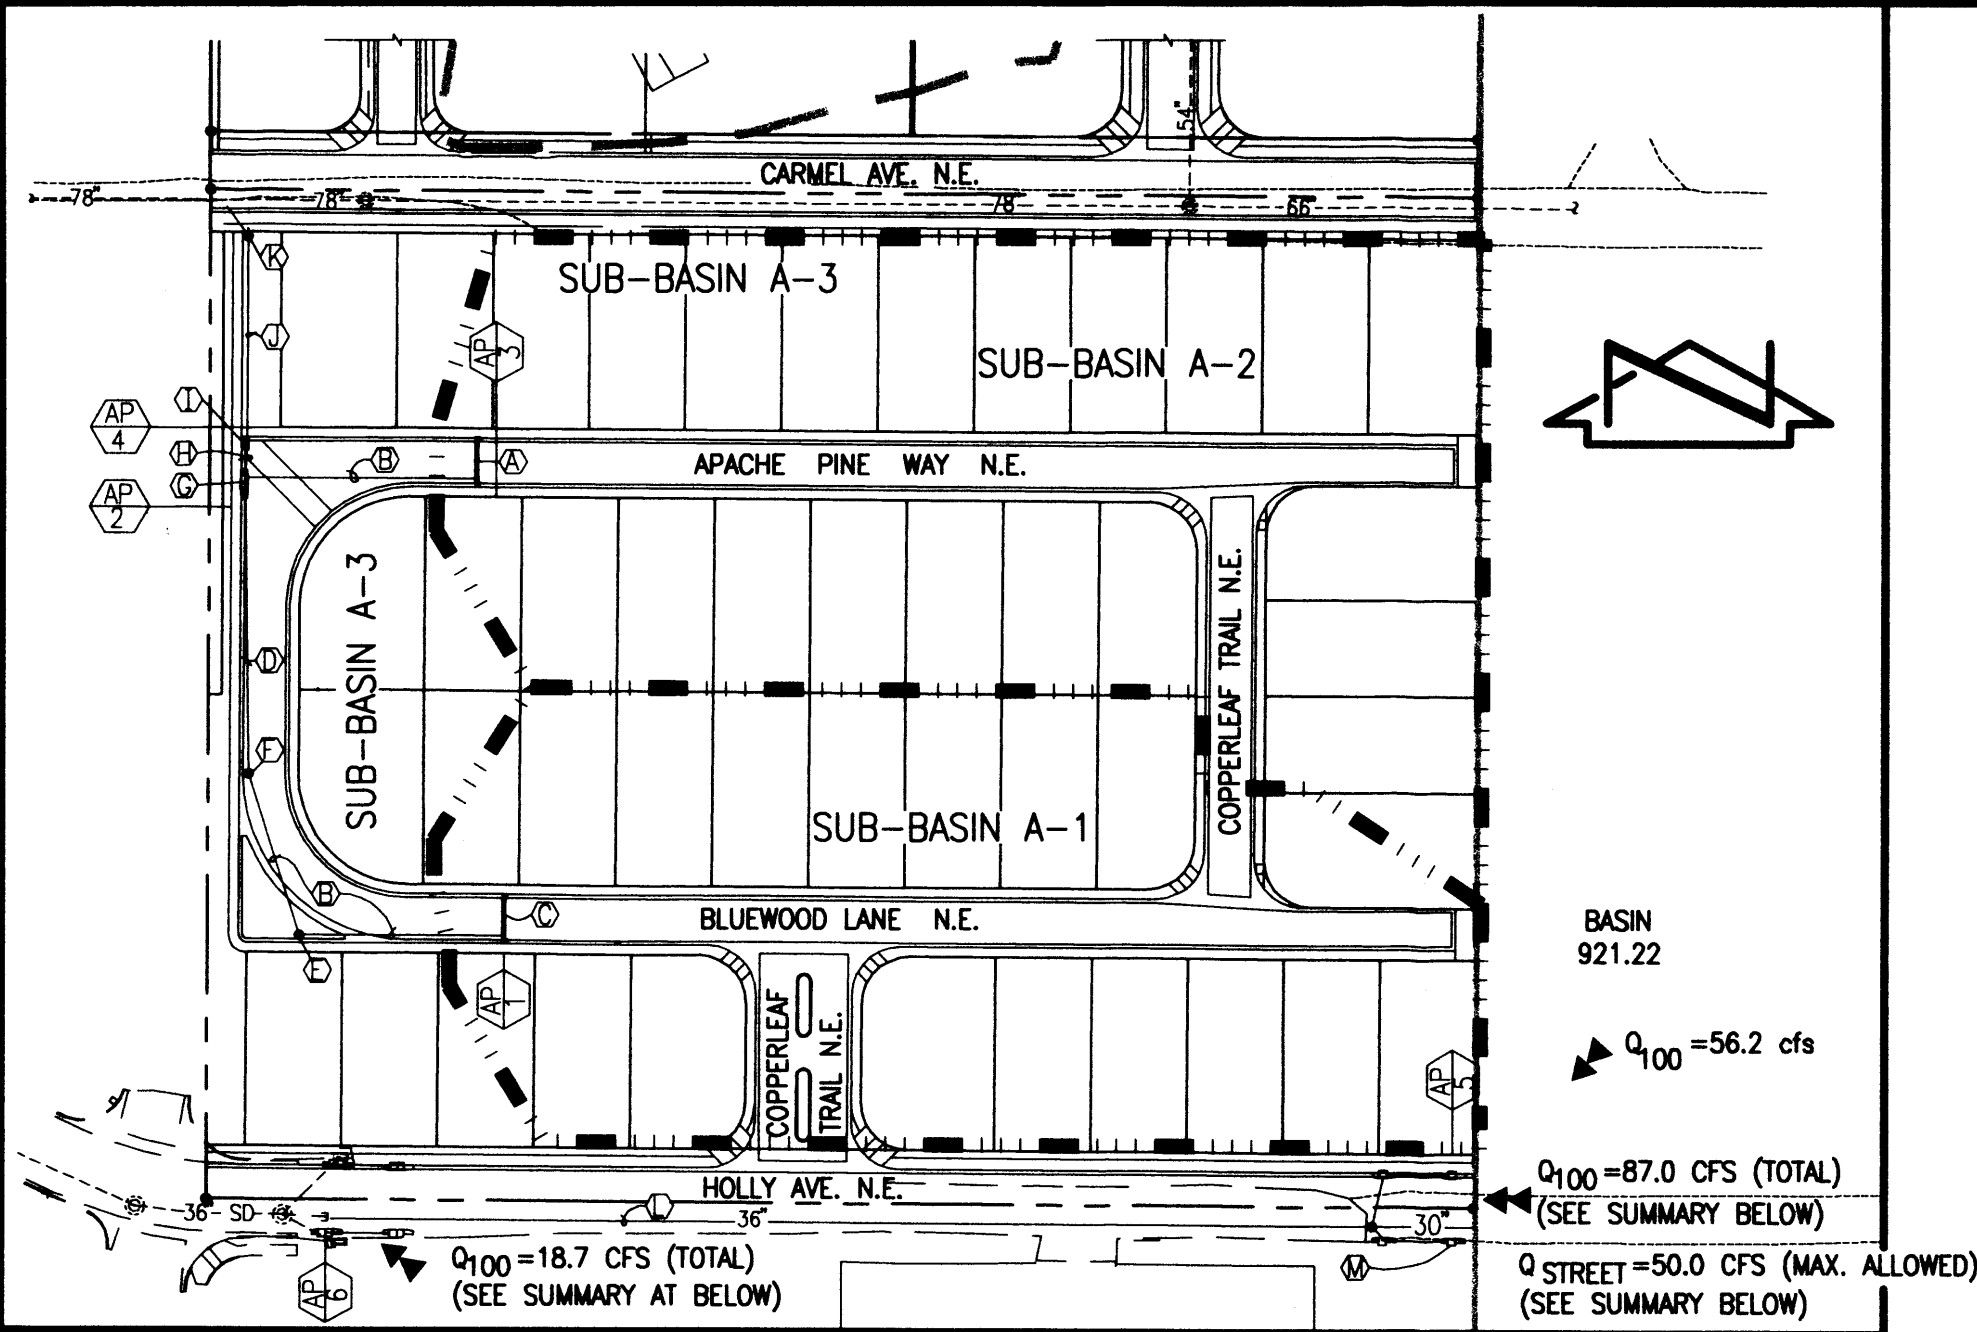 54"
CARMEL AVE. N.E.
78"
78"
78"
66"
K
SUB-BASIN A-3
J
AP
3
SUB-BASIN A-2
I
AP
4
H
B
A
APACHE PINE WAY N.E.
G
AP
2
SUB-BASIN A-3
COPPERLEAF TRAIL N.E.
D
F
SUB-BASIN A-1
B
C
BLUEWOOD LANE N.E.
BASIN
921.22
E
AP
1
COPPERLEAF
TRAIL N.E.
Q100=56.2 cfs
AP
5
Q100=87.0 CFS (TOTAL)
(SEE SUMMARY BELOW)
HOLLY AVE. N.E.
36" SD
L
36"
30"
Q100=18.7 CFS (TOTAL)
(SEE SUMMARY AT BELOW)
M
Q STREET=50.0 CFS (MAX. ALLOWED)
(SEE SUMMARY BELOW)
AP
6